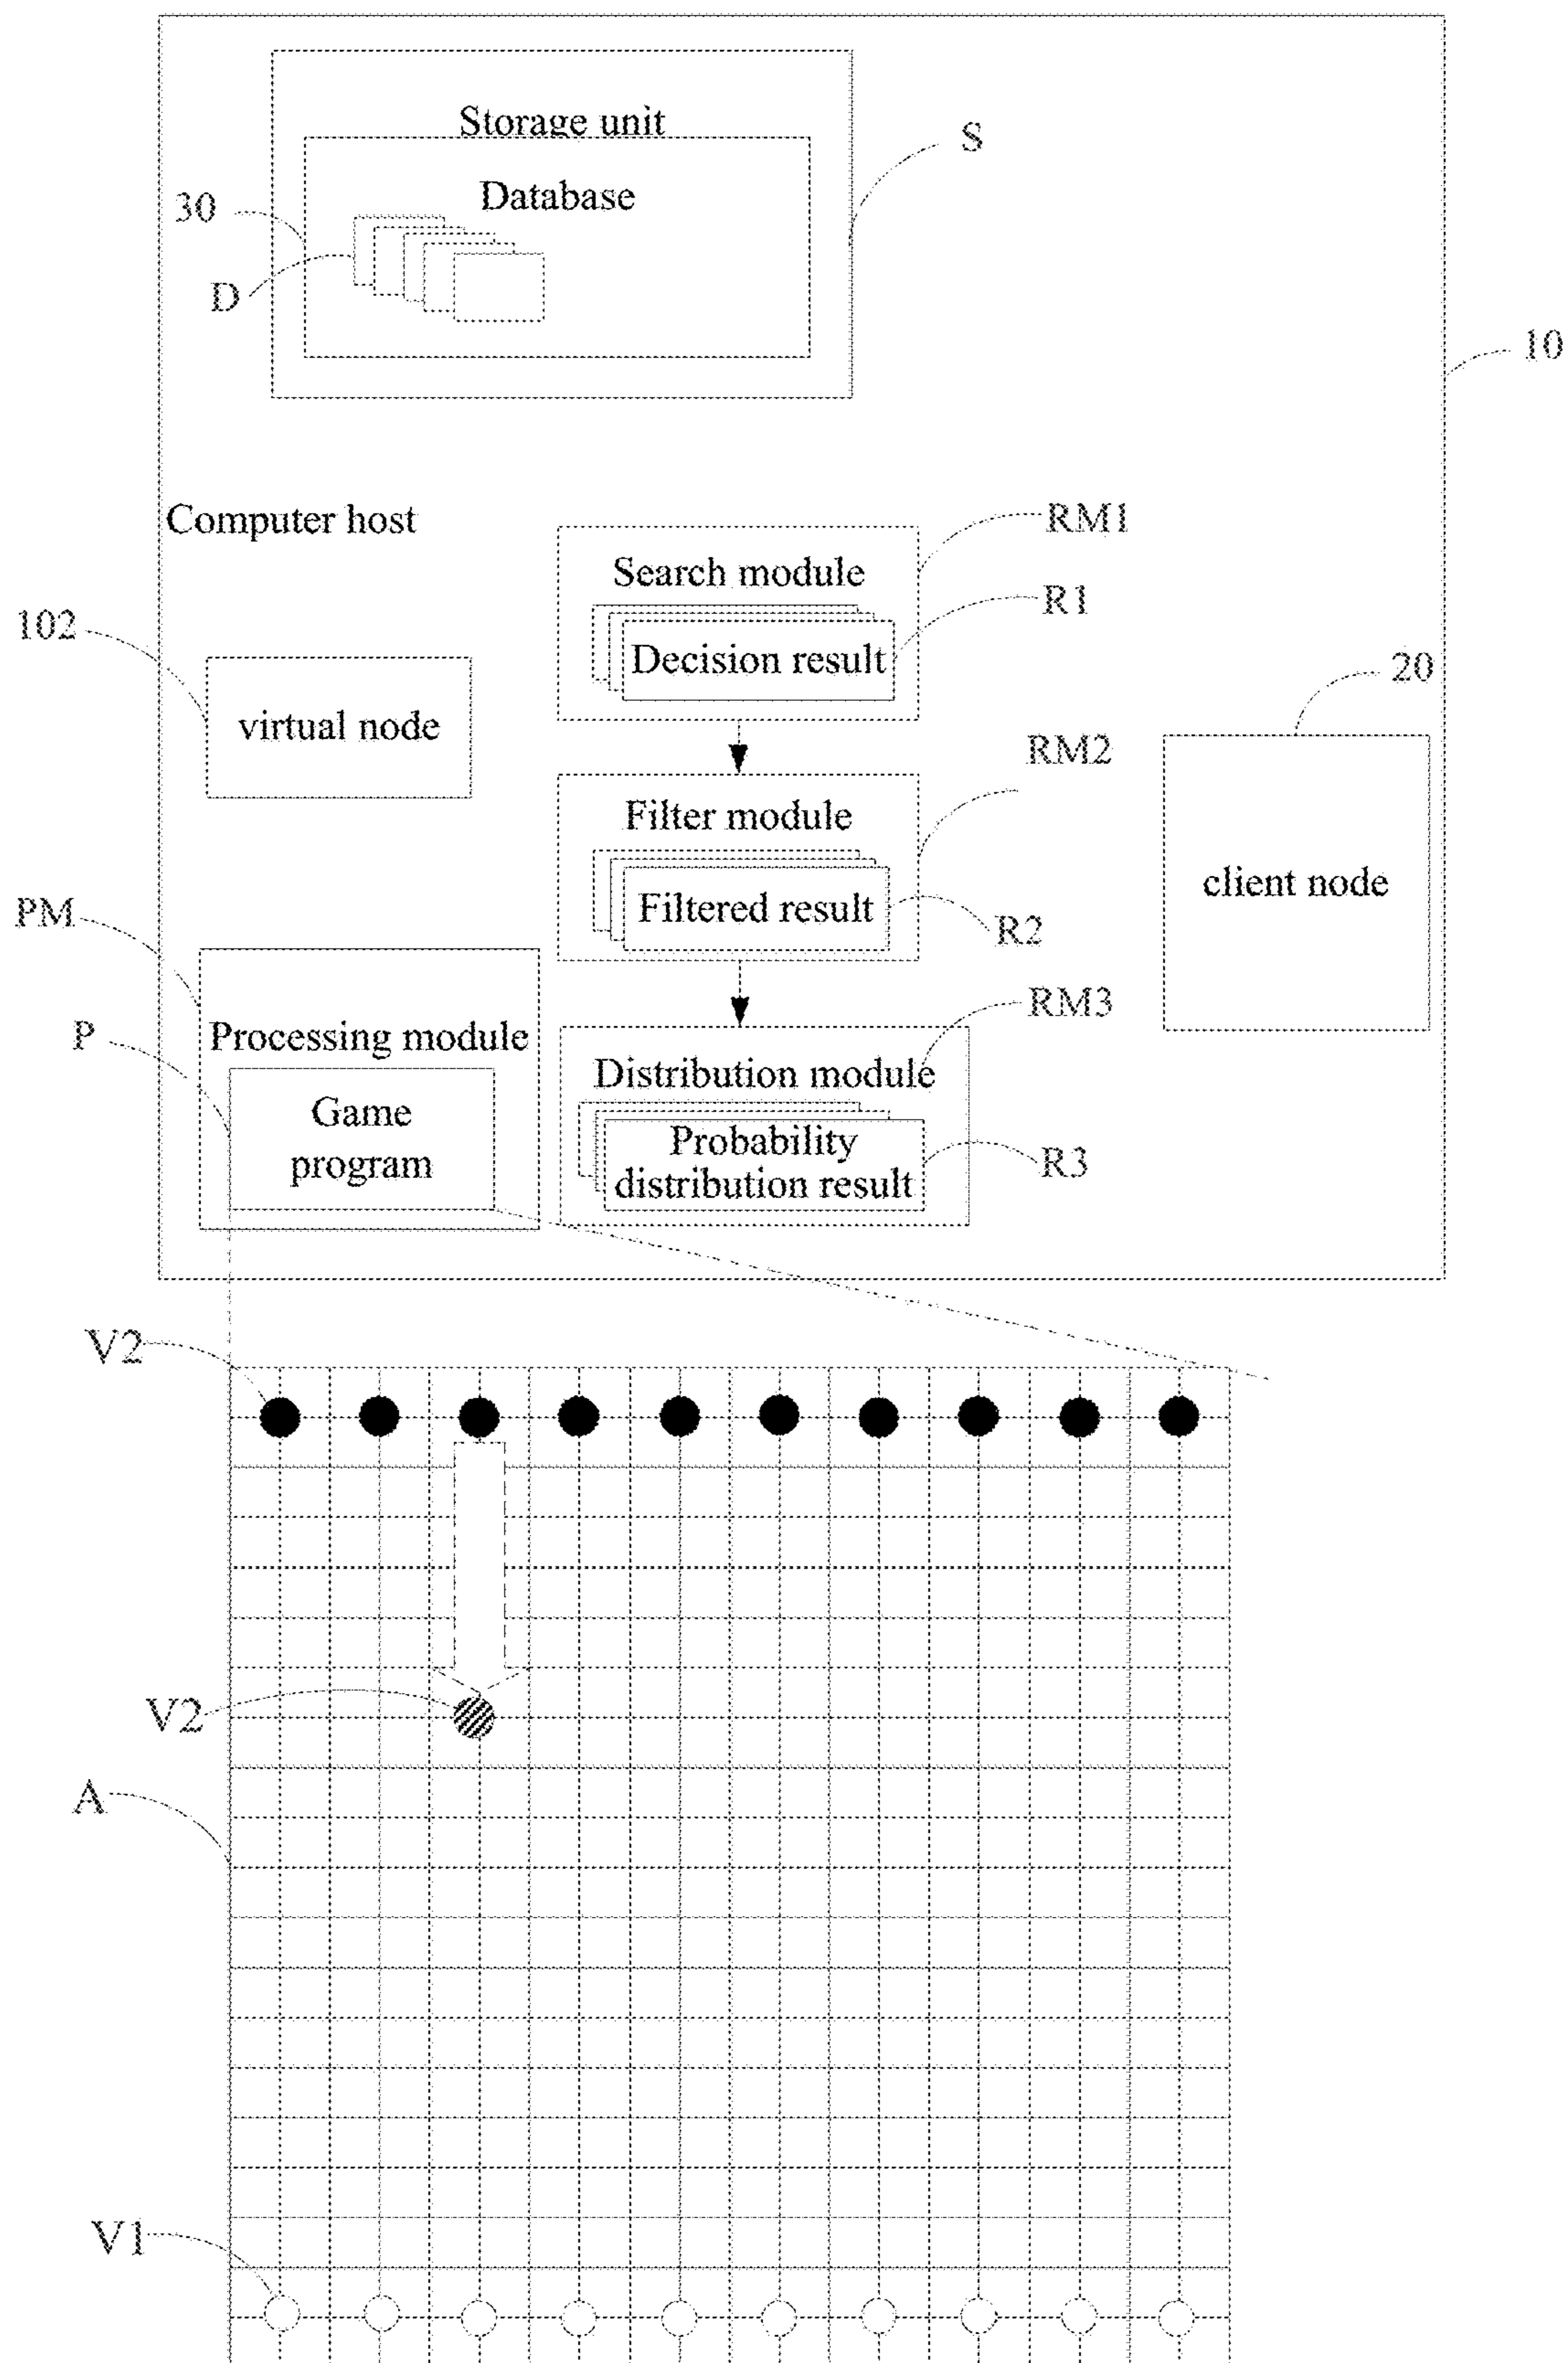 Storage unit
S
Database
30
D
10
Computer host
RM1
Search module
R1
102
Decision result
20
virtual node
RM2
Filter module
client node
PM
Filtered result
R2
RM3
P
Processing module
Distribution module
Game
program
Probability
distribution result
R3
V2
V2
A
V1